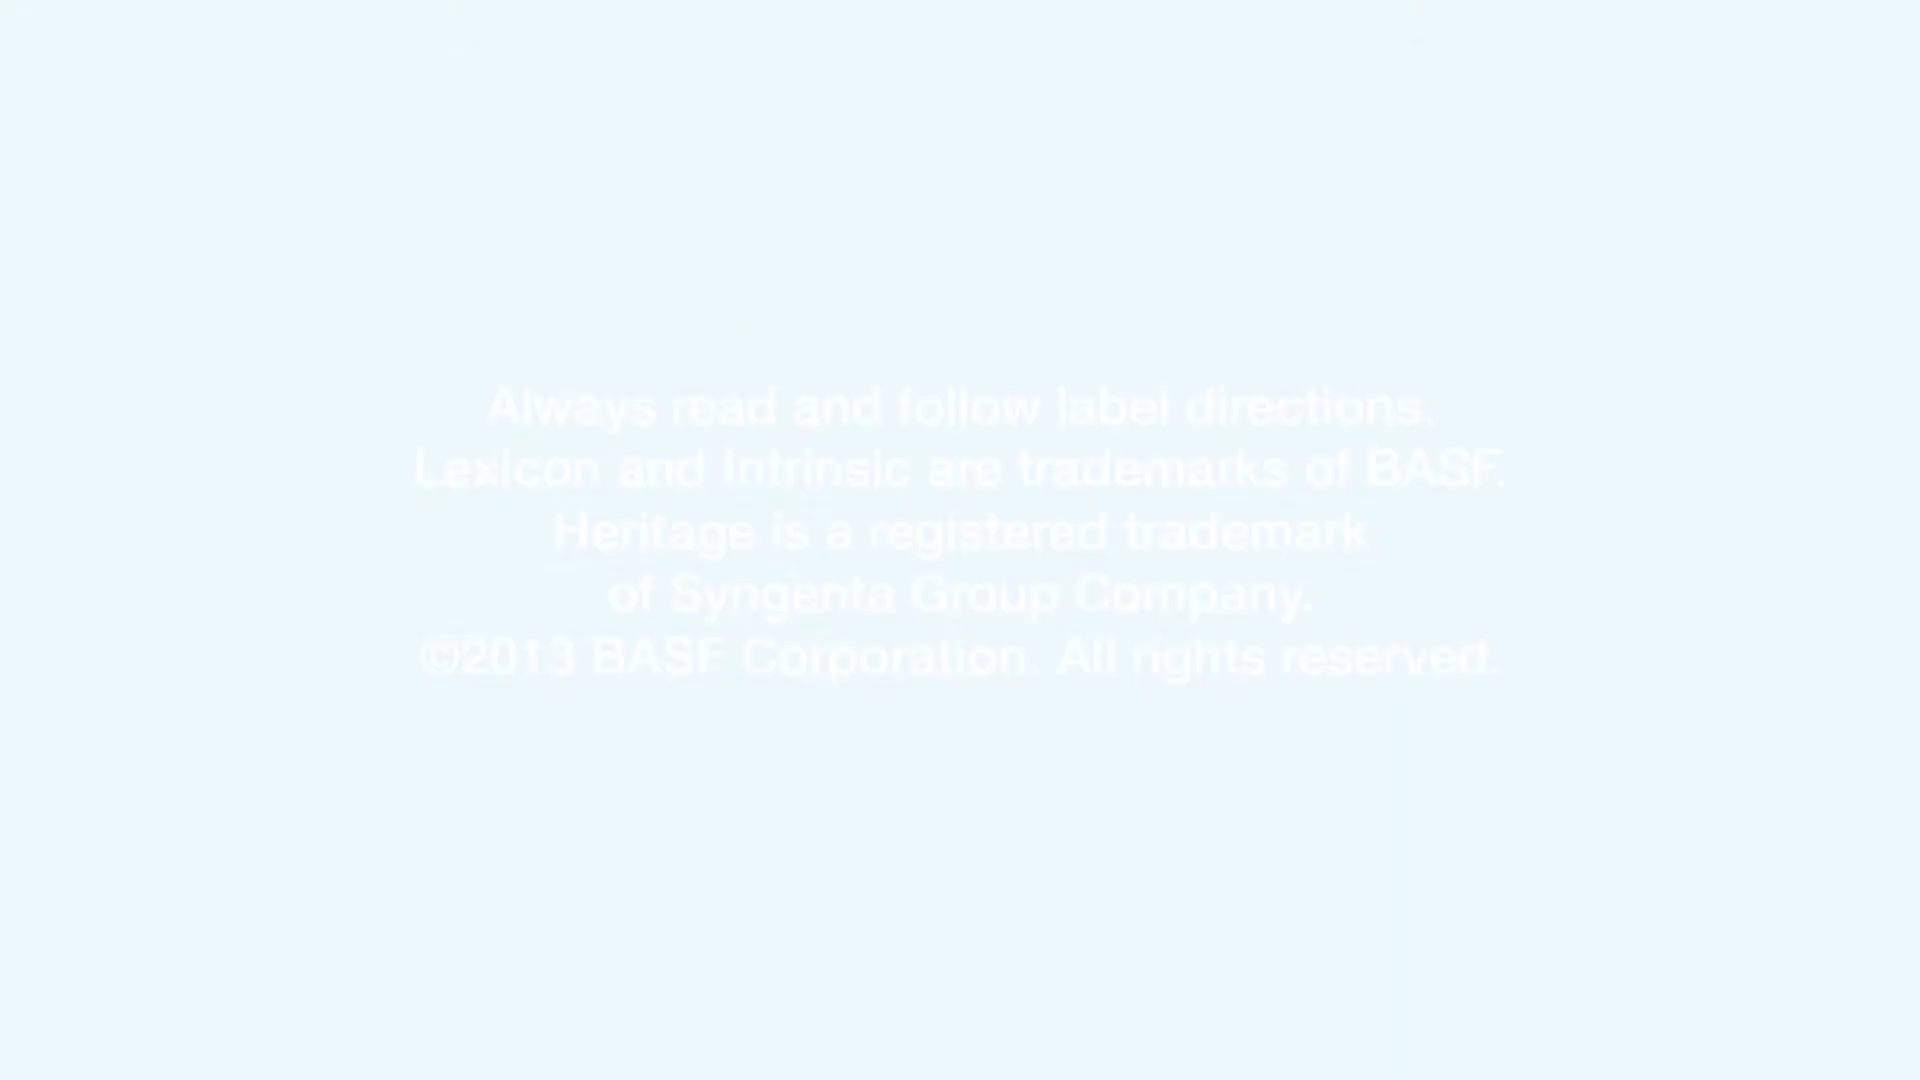 Always read and follow label directions.
Lexicon and Intrinsic are trademarks of BASF.
Heritage is a registered trademark
of Syngenta Group Company.
©2013 BASF Corporation. All rights reserved.